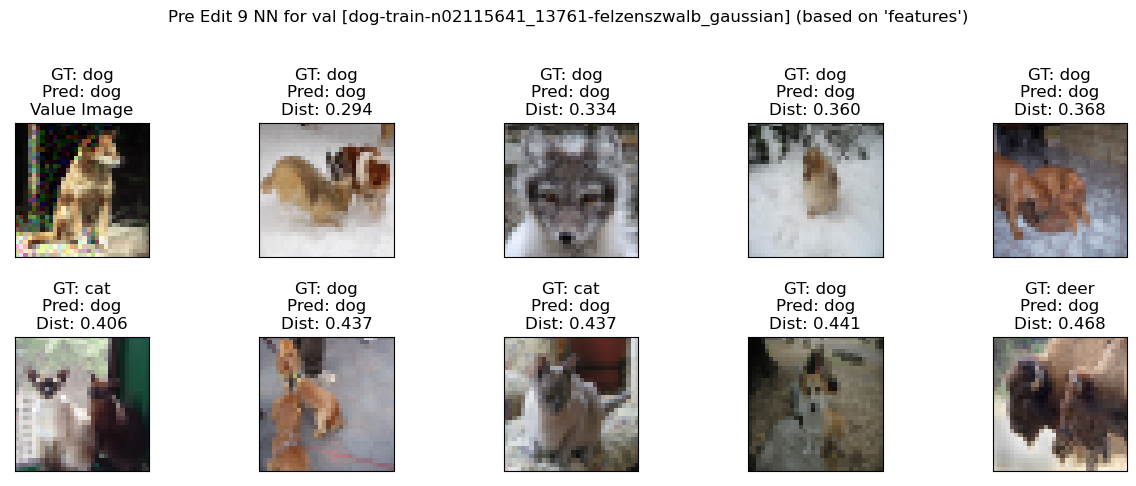 Pre Edit 9 NN for val [dog-train-n02115641_13761-felzenszwalb_gaussian] (based on 'features')
GT: dog
Pred: dog
Value Image
GT: dog
Pred: dog
Dist: 0.294
GT: dog
Pred: dog
Dist: 0.334
GT: dog
Pred: dog
Dist: 0.360
GT: dog
Pred: dog
Dist: 0.368
GT: cat
Pred: dog
Dist: 0.406
GT: dog
Pred: dog
Dist: 0.437
GT: cat
Pred: dog
Dist: 0.437
GT: dog
Pred: dog
Dist: 0.441
GT: deer
Pred: dog
Dist: 0.468